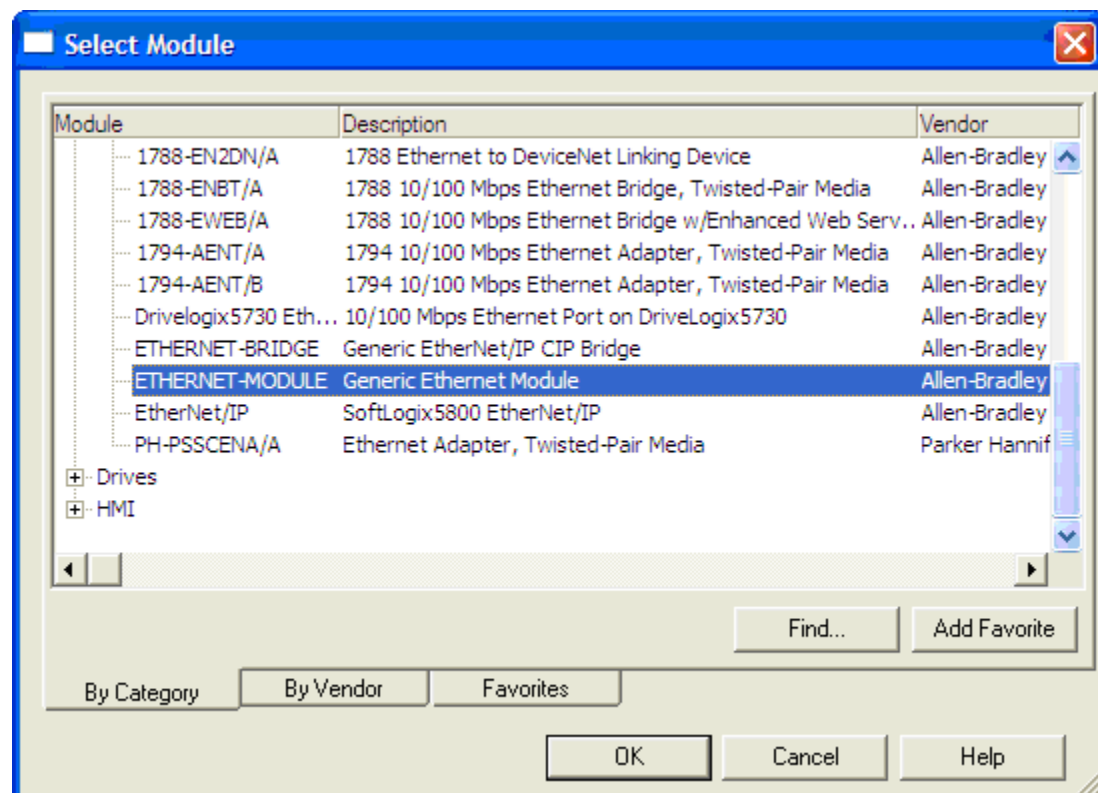 Select Module
Module Description Vendor
1788-EN2DN/A 1788 Ethernet to DeviceNet Linking Device Allen-Bradley
1788-ENBT/A 1788 10/100 Mbps Ethernet Bridge, Twisted-Pair Media Allen-Bradley
1788-EWEB/A 1788 10/100 Mbps Ethernet Bridge w/Enhanced Web Serv... Allen-Bradley
1794-AENT/A 1794 10/100 Mbps Ethernet Adapter, Twisted-Pair Media Allen-Bradley
1794-AENT/B 1794 10/100 Mbps Ethernet Adapter, Twisted-Pair Media Allen-Bradley
Drivelogix5730 Eth... 10/100 Mbps Ethernet Port on DriveLogix5730 Allen-Bradley
ETHERNET-BRIDGE Generic EtherNet/IP CIP Bridge Allen-Bradley
ETHERNET-MODULE Generic Ethernet Module Allen-Bradley
EtherNet/IP SoftLogix5800 EtherNet/IP Allen-Bradley
PH-PSSCENA/A Ethernet Adapter, Twisted-Pair Media Parker Hannif
Drives
HMI
Find... Add Favorite
By Category By Vendor Favorites
OK Cancel Help